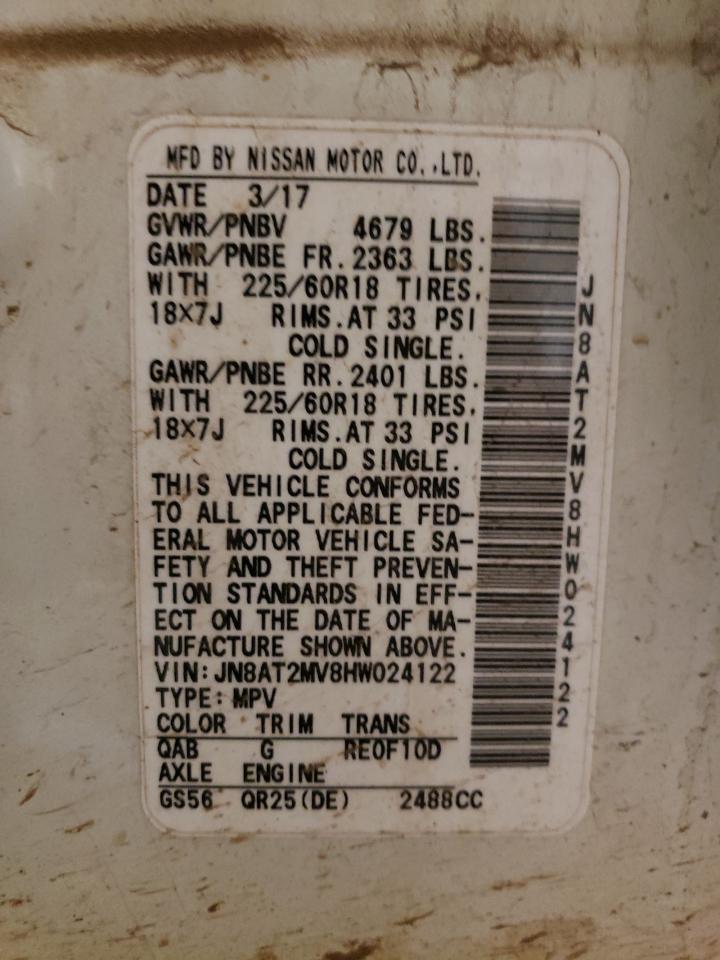 MFD BY NISSAN MOTOR CO.,LTD.
DATE 3/17
GVWR/PNBV 4679 LBS.
GAWR/PNBE FR.2363 LBS.
WITH 225/60R18 TIRES.
18X7J RIMS.AT 33 PSI
COLD SINGLE.
GAWR/PNBE RR.2401 LBS.
WITH 225/60R18 TIRES.
18X7J RIMS.AT 33 PSI
COLD SINGLE.
THIS VEHICLE CONFORMS
TO ALL APPLICABLE FED-
ERAL MOTOR VEHICLE SA-
FETY AND THEFT PREVEN-
TION STANDARDS IN EFF-
ECT ON THE DATE OF MA-
NUFACTURE SHOWN ABOVE.
VIN:JN8AT2MV8HW024122
TYPE:MPV
COLOR TRIM TRANS
QAB G RE0F10D
AXLE ENGINE
GS56 QR25(DE) 2488CC
JN8AT2MV8HW024122